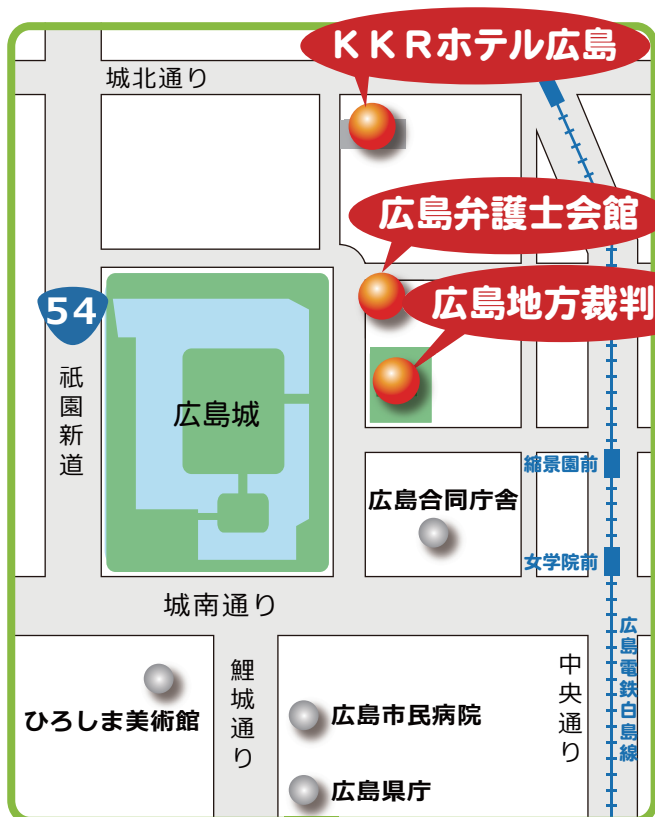 KKRホテル広島
城北通り
広島弁護士会館
広島地方裁判
54
祇園新道
広島城
縮景園前
広島合同庁舎
女学院前
城南通り
広島電鉄白島線
鯉城通り
中央通り
ひろしま美術館
広島市民病院
広島県庁